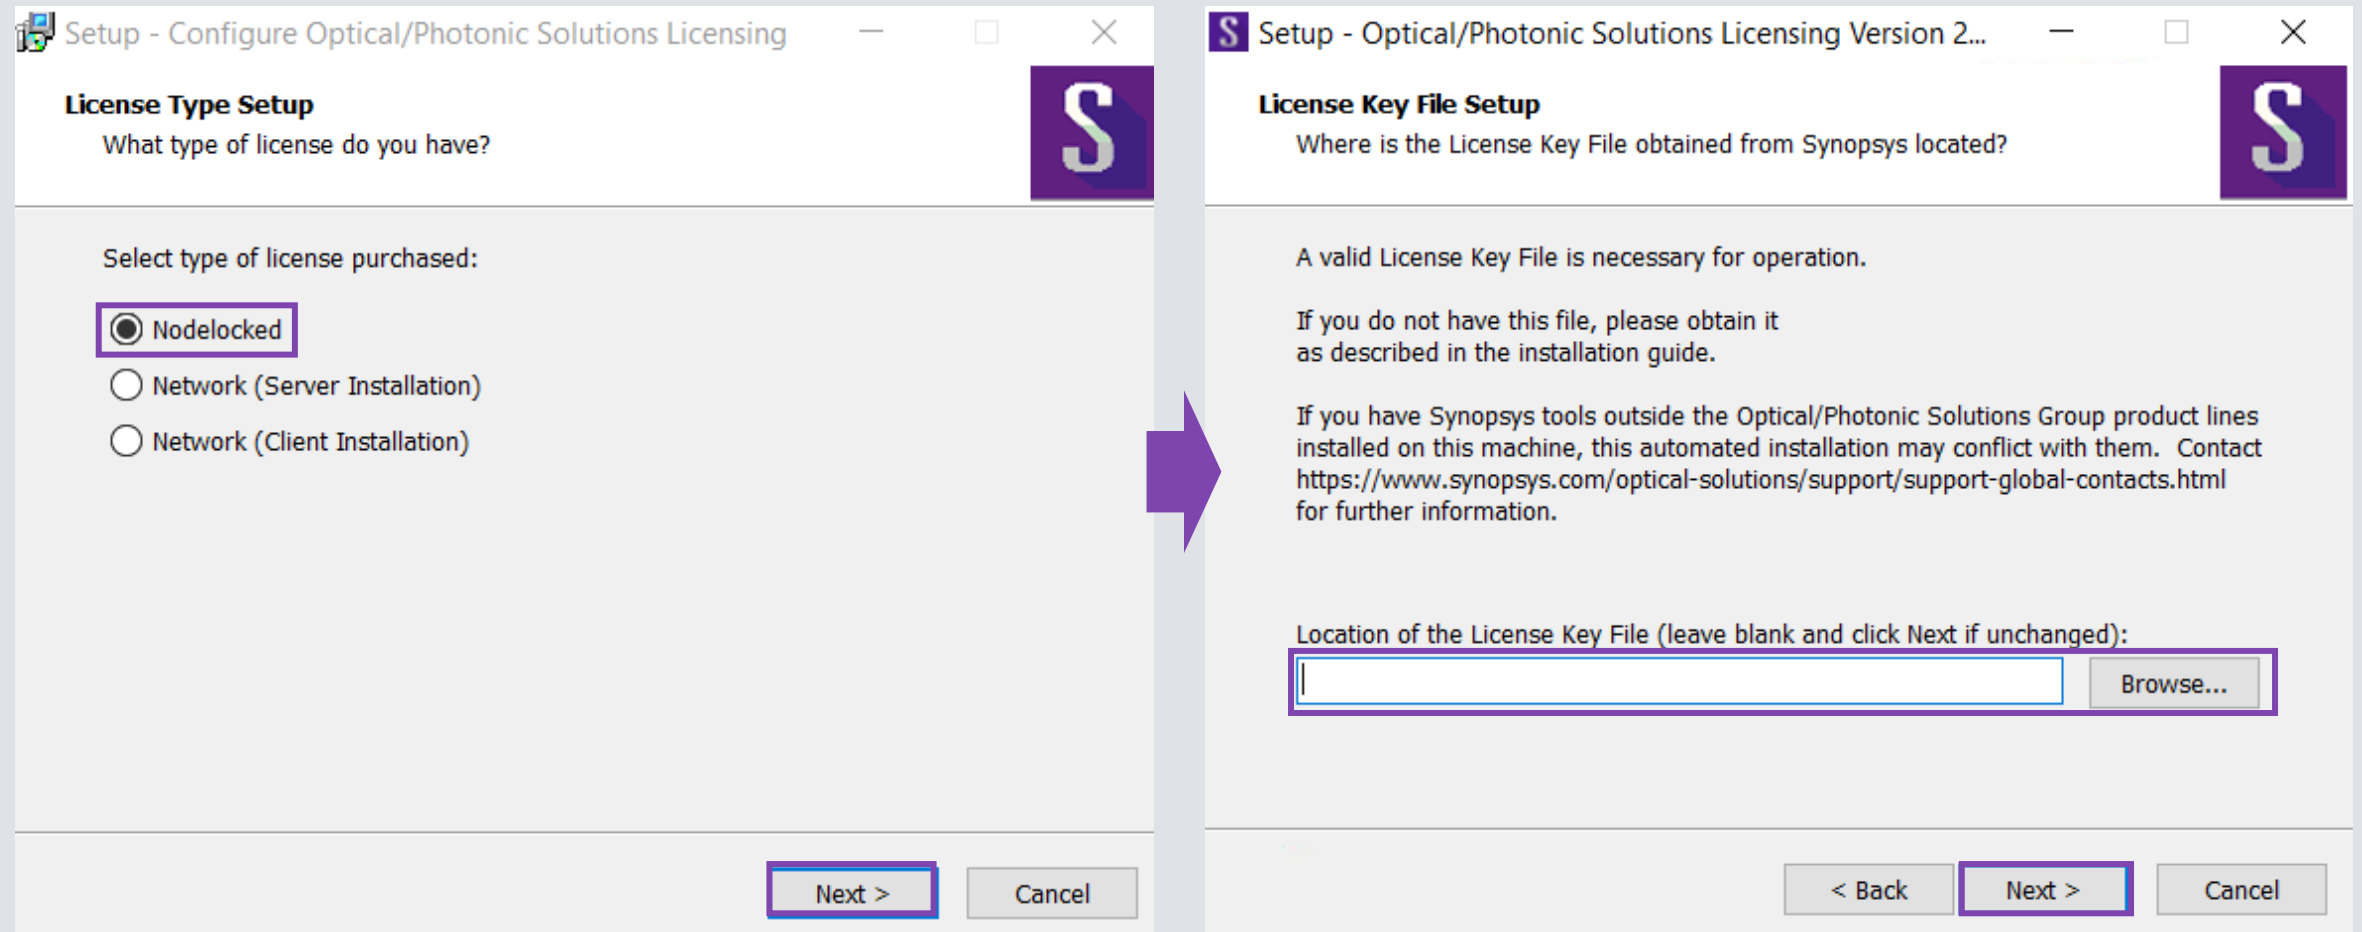 Setup - Configure Optical/Photonic Solutions Licensing
License Type Setup
What type of license do you have?
S
Select type of license purchased:
Nodelocked
Network (Server Installation)
Network (Client Installation)
Next >
Cancel
S
Setup - Optical/Photonic Solutions Licensing Version 2...
License Key File Setup
Where is the License Key File obtained from Synopsys located?
S
A valid License Key File is necessary for operation.
If you do not have this file, please obtain it
as described in the installation guide.
If you have Synopsys tools outside the Optical/Photonic Solutions Group product lines
installed on this machine, this automated installation may conflict with them.  Contact
https://www.synopsys.com/optical-solutions/support/support-global-contacts.html
for further information.
Location of the License Key File (leave blank and click Next if unchanged):
Browse...
< Back
Next >
Cancel